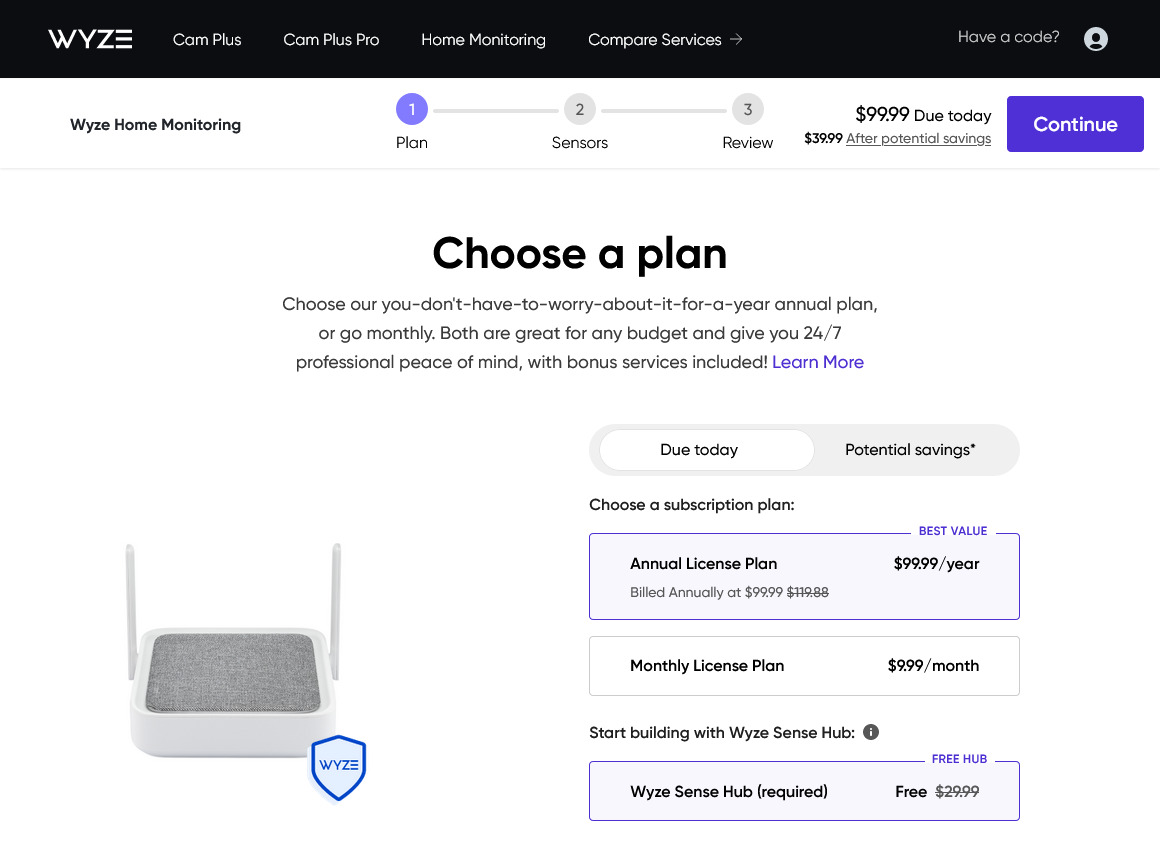 WYZE
Cam Plus
Cam Plus Pro
Home Monitoring
Compare Services →
Have a code?
Wyze Home Monitoring
1
Plan
2
Sensors
3
Review
$99.99 Due today
$39.99 After potential savings
Continue
Choose a plan
Choose our you-don't-have-to-worry-about-it-for-a-year annual plan,
or go monthly. Both are great for any budget and give you 24/7
professional peace of mind, with bonus services included! Learn More
Due today
Potential savings*
Choose a subscription plan:
BEST VALUE
Annual License Plan
$99.99/year
Billed Annually at $99.99 $119.88
Monthly License Plan
$9.99/month
Start building with Wyze Sense Hub:
FREE HUB
Wyze Sense Hub (required)
Free $29.99
WYZE